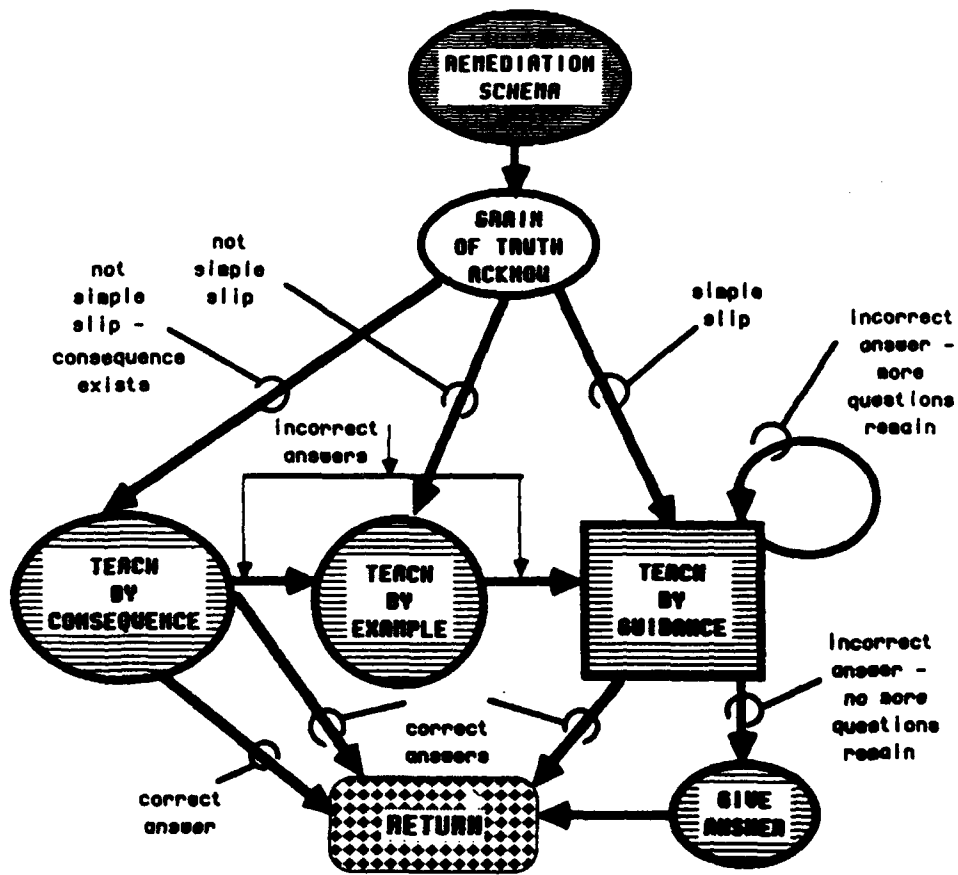 REMEDIATION
SCHEMA
GRAIN
OF TRUTH
ACKNOW
not
simple
slip
not
simple
slip -
consequence
exists
simple
slip
incorrect
answer -
more
questions
remain
incorrect
answers
TEACH
BY
CONSEQUENCE
TEACH
BY
EXAMPLE
TEACH
BY
GUIDANCE
incorrect
answer -
no more
questions
remain
correct
answers
correct
answer
RETURN
GIVE
ANSWER